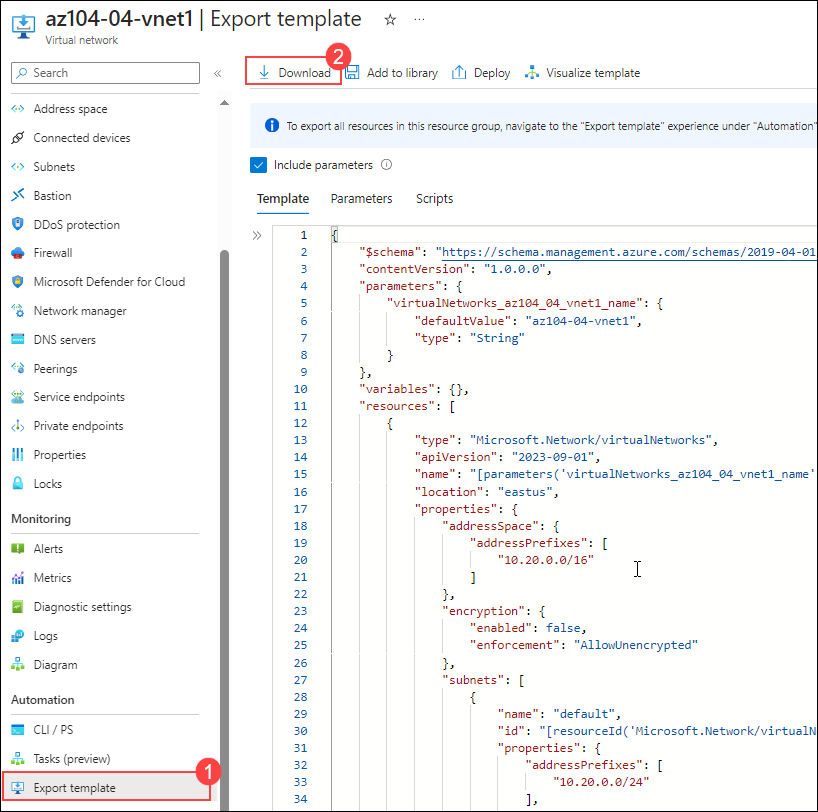 az104-04-vnet1 | Export template ☆ ···
Virtual network
Search «
Address space
Connected devices
Subnets
Bastion
DDoS protection
Firewall
Microsoft Defender for Cloud
Network manager
DNS servers
Peerings
Service endpoints
Private endpoints
Properties
Locks
Monitoring
Alerts
Metrics
Diagnostic settings
Logs
Diagram
Automation
CLI / PS
Tasks (preview)
Export template
1
2
Download Add to library Deploy Visualize template
To export all resources in this resource group, navigate to the "Export template" experience under "Automation"
Include parameters
Template Parameters Scripts
»
1 {
2 "$schema": "https://schema.management.azure.com/schemas/2019-04-01
3 "contentVersion": "1.0.0.0",
4 "parameters": {
5 "virtualNetworks_az104_04_vnet1_name": {
6 "defaultValue": "az104-04-vnet1",
7 "type": "String"
8 }
9 },
10 "variables": {},
11 "resources": [
12 {
13 "type": "Microsoft.Network/virtualNetworks",
14 "apiVersion": "2023-09-01",
15 "name": "[parameters('virtualNetworks_az104_04_vnet1_name'
16 "location": "eastus",
17 "properties": {
18 "addressSpace": {
19 "addressPrefixes": [
20 "10.20.0.0/16"
21 ]
22 },
23 "encryption": {
24 "enabled": false,
25 "enforcement": "AllowUnencrypted"
26 },
27 "subnets": [
28 {
29 "name": "default",
30 "id": "[resourceId('Microsoft.Network/virtualN
31 "properties": {
32 "addressPrefixes": [
33 "10.20.0.0/24"
34 ],